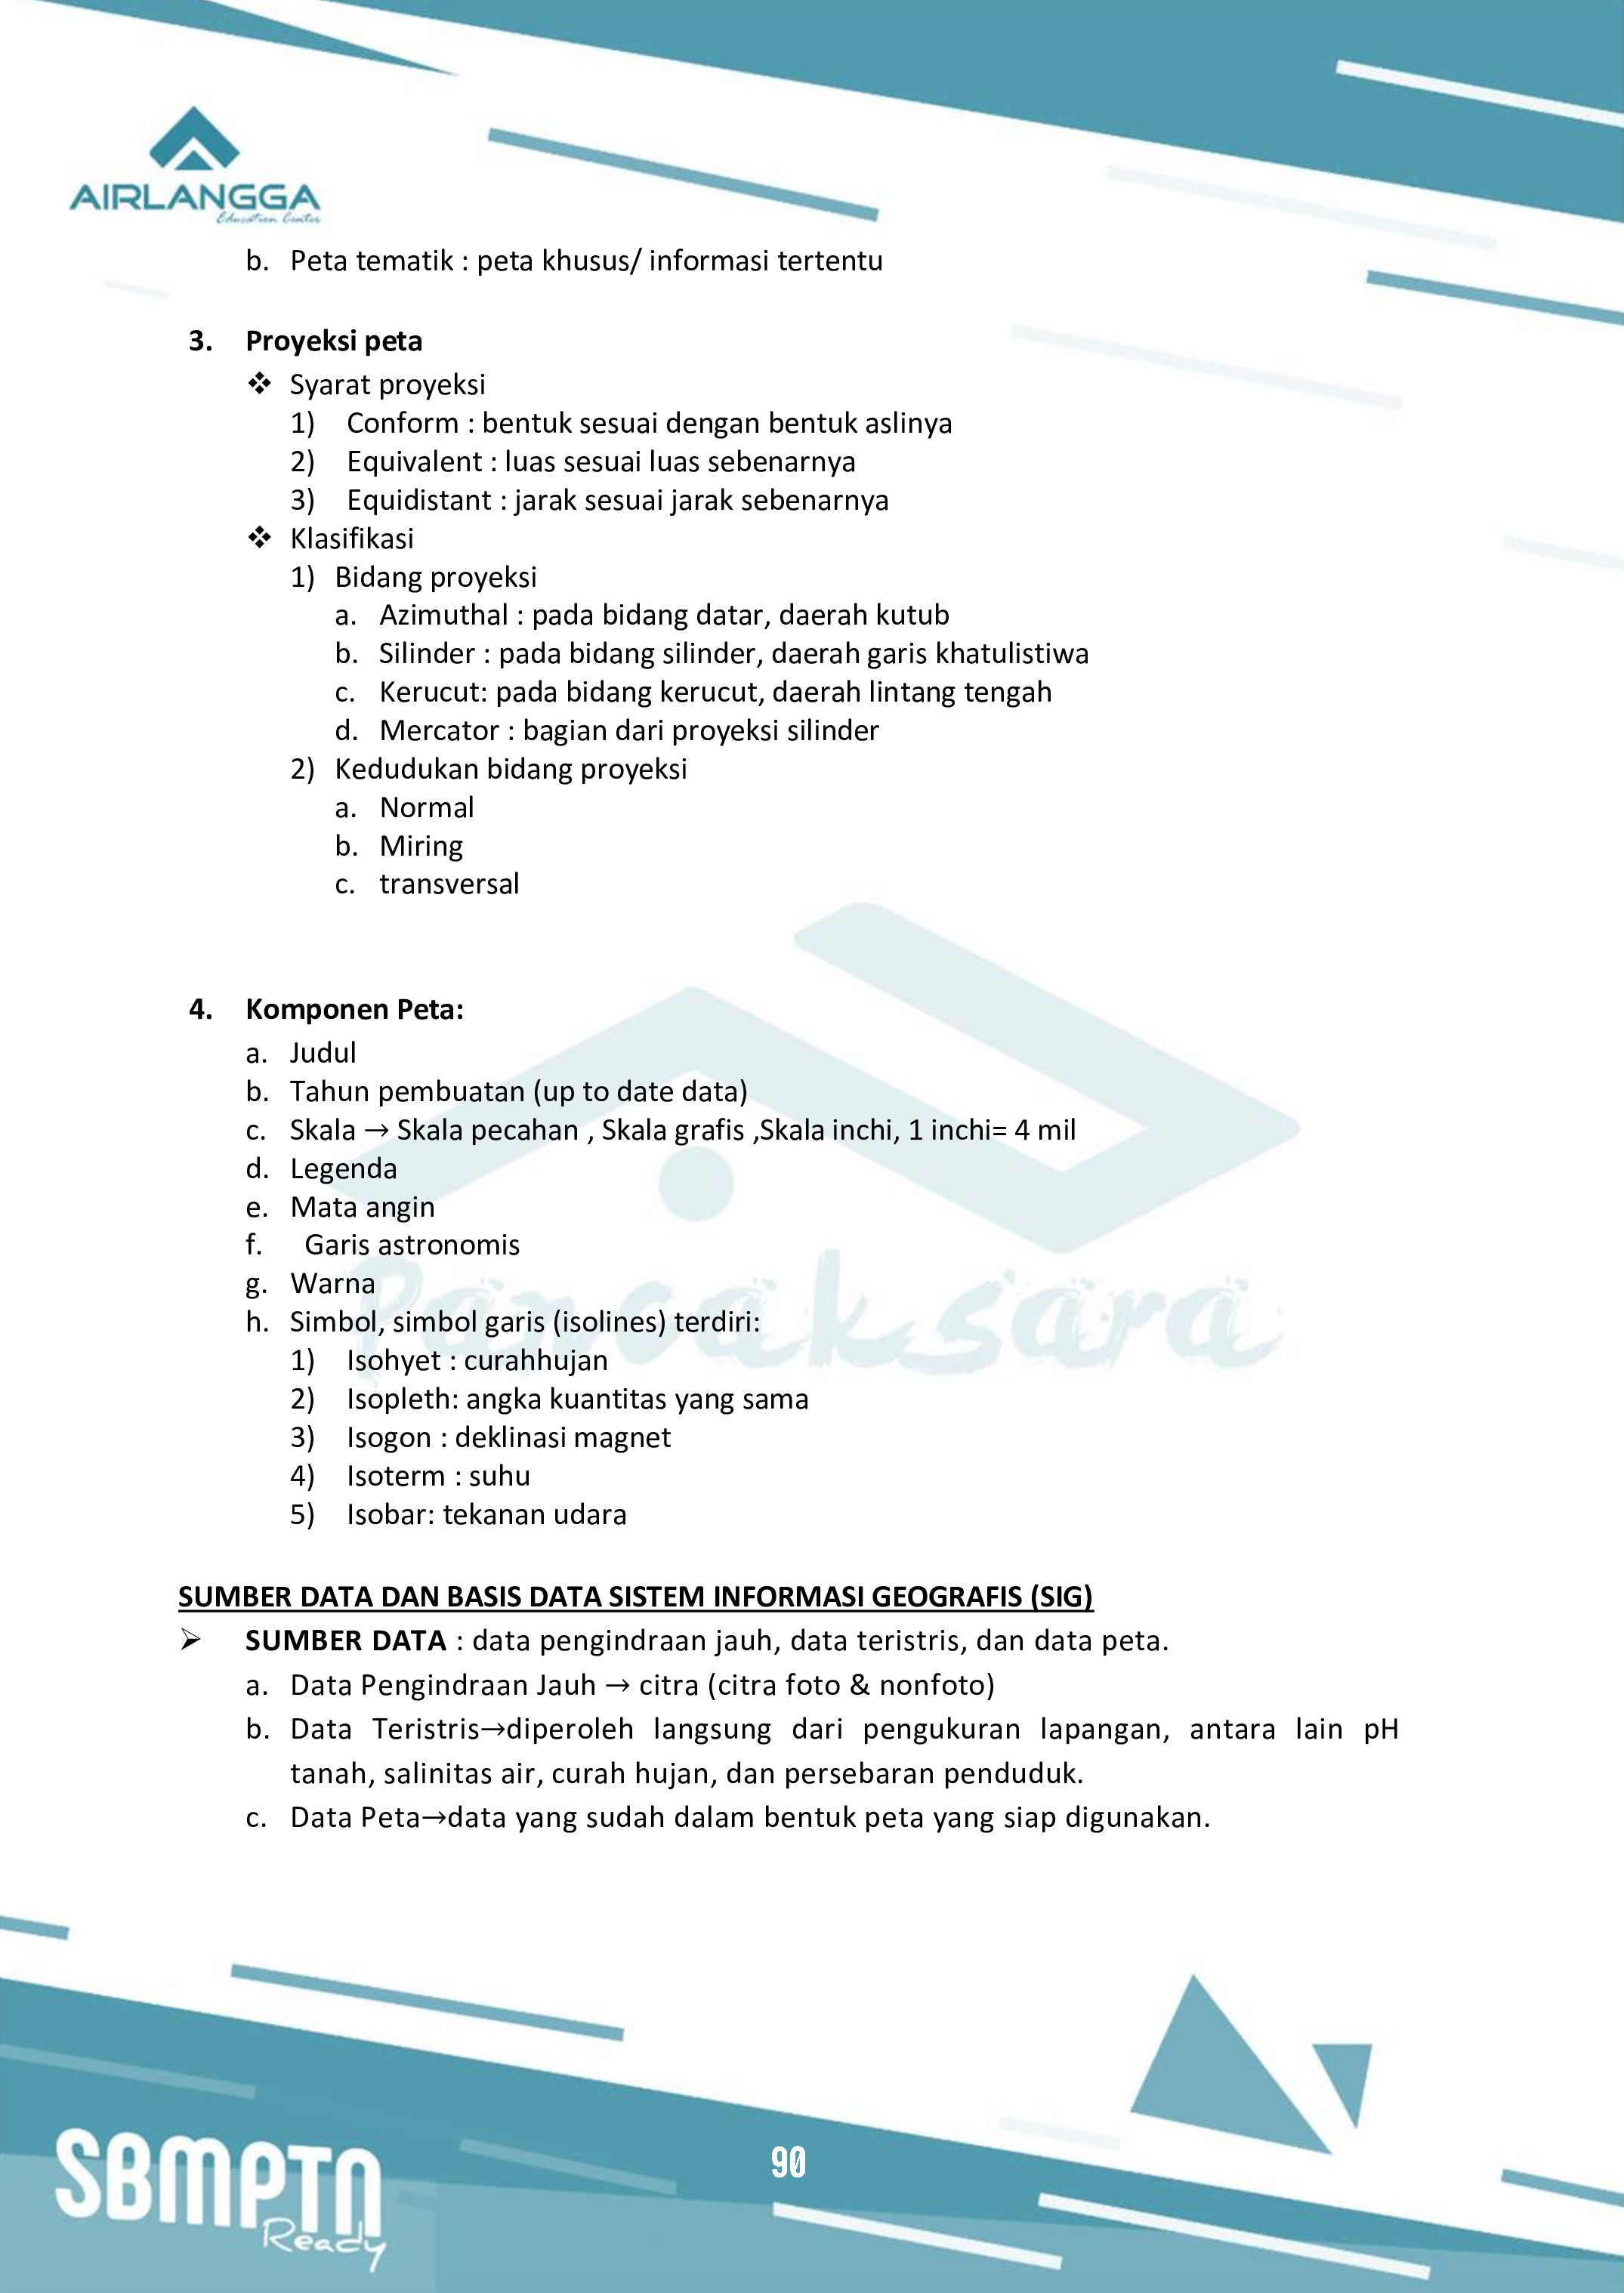 AIRLANGGA
Education Center
b. Peta tematik : peta khusus/ informasi tertentu
3. Proyeksi peta
❖ Syarat proyeksi
1) Conform : bentuk sesuai dengan bentuk aslinya
2) Equivalent : luas sesuai luas sebenarnya
3) Equidistant : jarak sesuai jarak sebenarnya
❖ Klasifikasi
1) Bidang proyeksi
a. Azimuthal : pada bidang datar, daerah kutub
b. Silinder : pada bidang silinder, daerah garis khatulistiwa
c. Kerucut: pada bidang kerucut, daerah lintang tengah
d. Mercator : bagian dari proyeksi silinder
2) Kedudukan bidang proyeksi
a. Normal
b. Miring
c. transversal
4. Komponen Peta:
a. Judul
b. Tahun pembuatan (up to date data)
c. Skala → Skala pecahan , Skala grafis ,Skala inchi, 1 inchi= 4 mil
d. Legenda
e. Mata angin
f. Garis astronomis
g. Warna
h. Simbol, simbol garis (isolines) terdiri:
Pancaksara
1) Isohyet : curahhujan
2) Isopleth: angka kuantitas yang sama
3) Isogon : deklinasi magnet
4) Isoterm : suhu
5) Isobar: tekanan udara
SUMBER DATA DAN BASIS DATA SISTEM INFORMASI GEOGRAFIS (SIG)
➢ SUMBER DATA : data pengindraan jauh, data teristris, dan data peta.
a. Data Pengindraan Jauh → citra (citra foto & nonfoto)
b. Data Teristris→diperoleh langsung dari pengukuran lapangan, antara lain pH
tanah, salinitas air, curah hujan, dan persebaran penduduk.
c. Data Peta→data yang sudah dalam bentuk peta yang siap digunakan.
SBMPTN
Ready
90